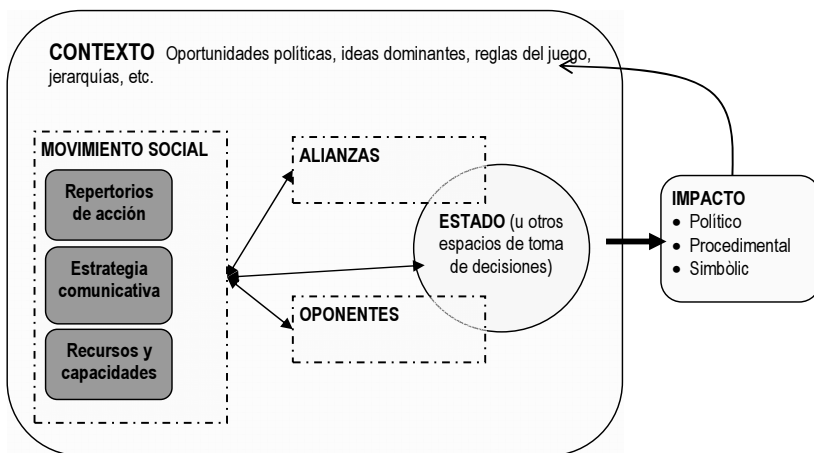 CONTEXTO Oportunidades políticas, ideas dominantes, reglas del juego,
jerarquías, etc.
MOVIMIENTO SOCIAL
Repertorios
de acción
Estrategia
comunicativa
Recursos y
capacidades
ALIANZAS
ESTADO (u otros
espacios de toma
de decisiones)
OPONENTES
IMPACTO
● Político
● Procedimental
● Simbòlic